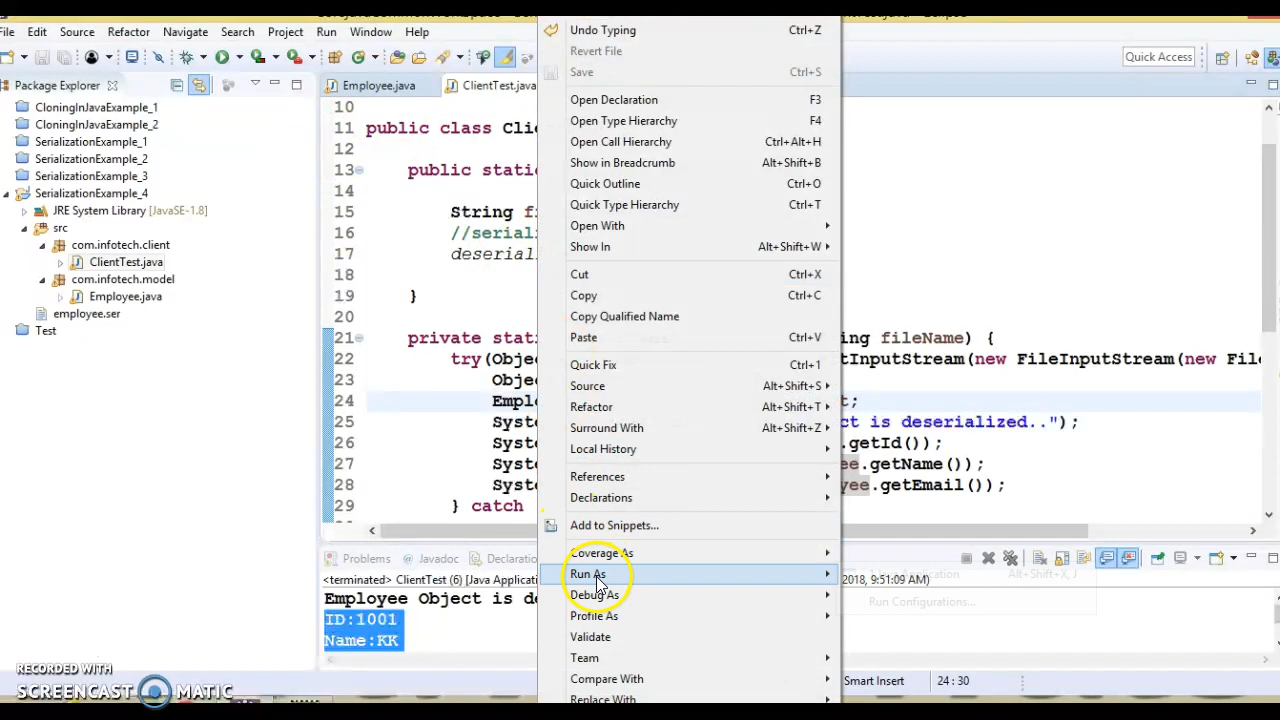 File Edit Source Refactor Navigate Search Project Run Window Help
Quick Access
Package Explorer
Employee.java
ClientTest.java
CloningInJavaExample_1
CloningInJavaExample_2
SerializationExample_1
SerializationExample_2
SerializationExample_3
SerializationExample_4
JRE System Library [JavaSE-1.8]
src
com.infotech.client
ClientTest.java
com.infotech.model
Employee.java
employee.ser
Test
10
11 public class Cli
12
13 public stati
14
15 String fi
16 //seriali
17 deseriali
18
19 }
20
21 private stat ing fileName) {
22 try(Obje tInputStream(new FileInputStream(new Fil
23 Objec
24 Emplo t;
25 Syste ct is deserialized..");
26 Syste .getId());
27 Syste ee.getName());
28 Syste yee.getEmail());
29 } catch
Undo Typing Ctrl+Z
Revert File
Save Ctrl+S
Open Declaration F3
Open Type Hierarchy F4
Open Call Hierarchy Ctrl+Alt+H
Show in Breadcrumb Alt+Shift+B
Quick Outline Ctrl+O
Quick Type Hierarchy Ctrl+T
Open With
Show In Alt+Shift+W
Cut Ctrl+X
Copy Ctrl+C
Copy Qualified Name
Paste Ctrl+V
Quick Fix Ctrl+1
Source Alt+Shift+S
Refactor Alt+Shift+T
Surround With Alt+Shift+Z
Local History
References
Declarations
Add to Snippets...
Coverage As
Run As
Debug As
Profile As
Validate
Team
Compare With
Replace With
Java Application Alt+Shift+X, J
Run Configurations...
Problems Javadoc Declaration
<terminated> ClientTest (6) [Java Applicati 2018, 9:51:09 AM)
Employee Object is de
ID:1001
Name:KK
Smart Insert
24 : 30
RECORDED WITH
SCREENCAST MATIC